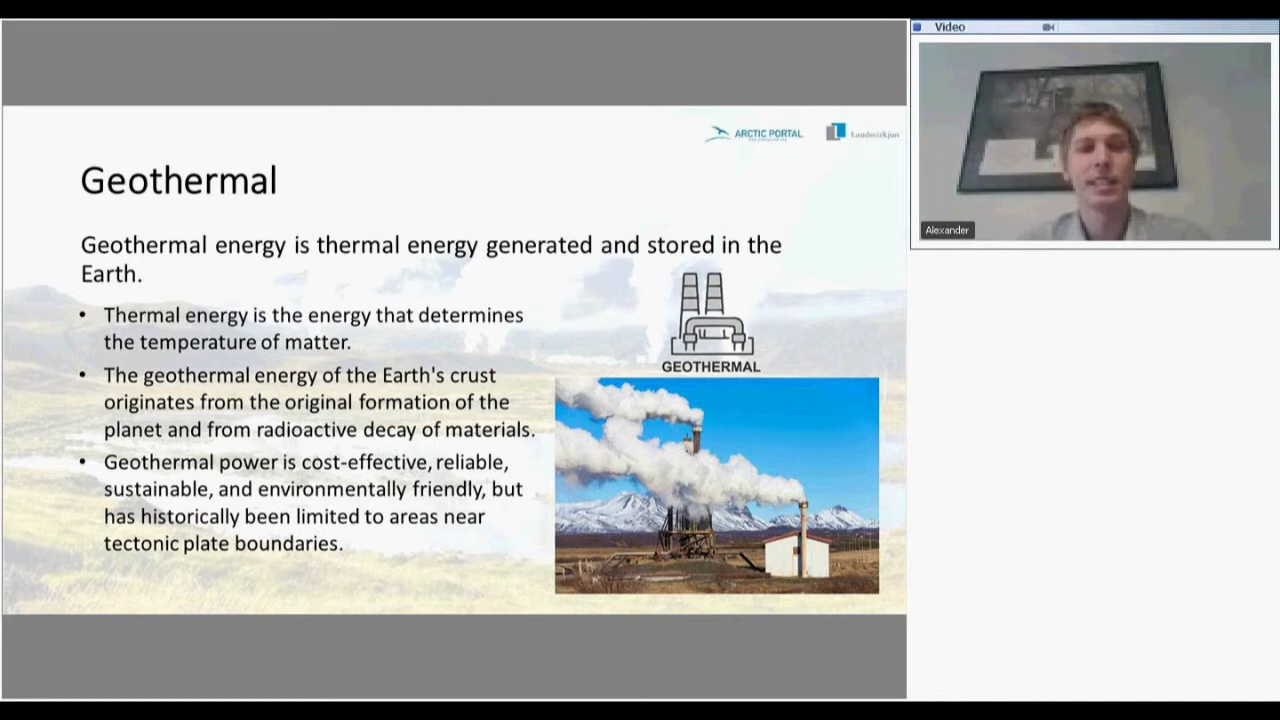 Video
ARCTIC PORTAL
Landsvirkjun
Geothermal
Geothermal energy is thermal energy generated and stored in the
Earth.
• Thermal energy is the energy that determines
the temperature of matter.
• The geothermal energy of the Earth's crust
originates from the original formation of the
planet and from radioactive decay of materials.
• Geothermal power is cost-effective, reliable,
sustainable, and environmentally friendly, but
has historically been limited to areas near
tectonic plate boundaries.
GEOTHERMAL
Alexander